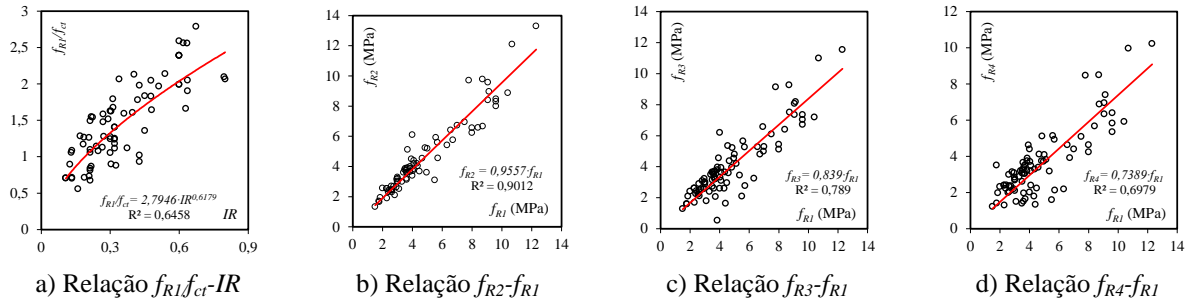 3
2,5
2
1,5
1
0,5
0
0
0,3
0,6
0,9
fR1/fct
fR1/fct = 2,7946·IR^0,6179
R² = 0,6458
IR
a) Relação fR1/fct-IR
14
12
10
8
6
4
2
0
0 2 4 6 8 10 12 14
fR2 (MPa)
fR2 = 0,9557·fR1
R² = 0,9012
fR1 (MPa)
b) Relação fR2-fR1
14
12
10
8
6
4
2
0
0 2 4 6 8 10 12 14
fR3 (MPa)
fR3 = 0,839·fR1
R² = 0,789
fR1 (MPa)
c) Relação fR3-fR1
14
12
10
8
6
4
2
0
0 2 4 6 8 10 12 14
fR4 (MPa)
fR4 = 0,7389·fR1
R² = 0,6979
fR1 (MPa)
d) Relação fR4-fR1